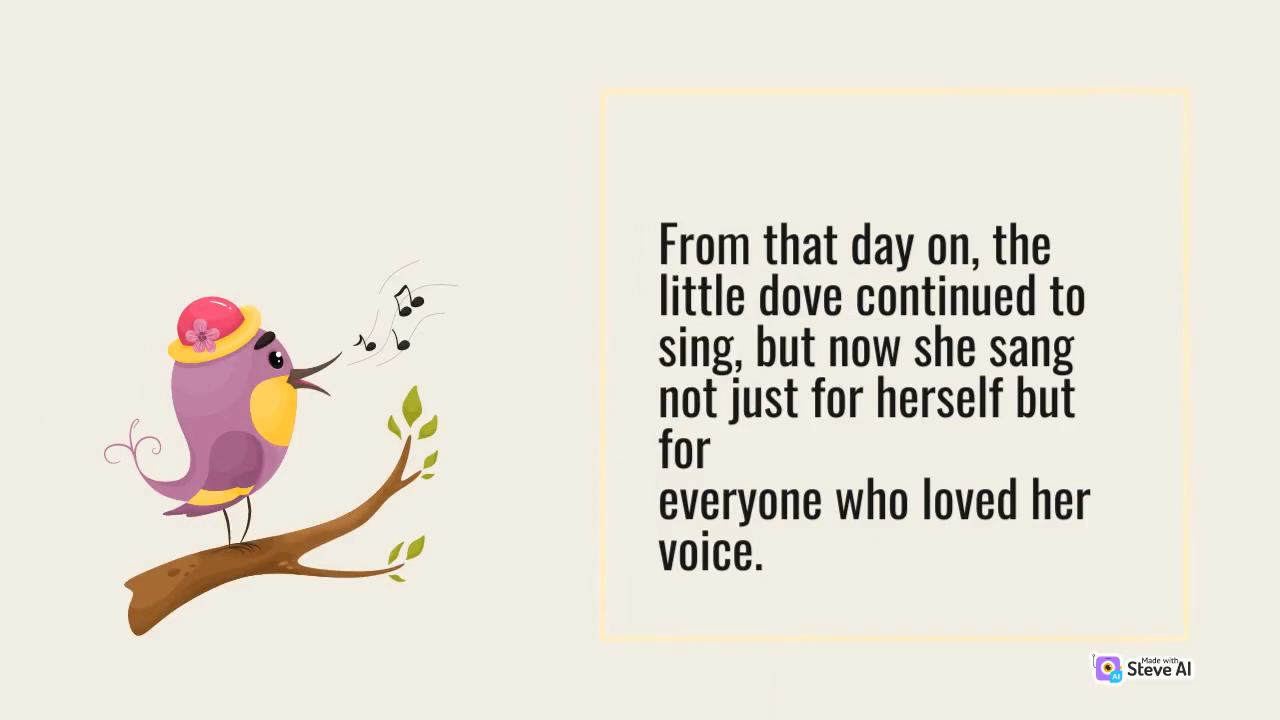 From that day on, the
little dove continued to
sing, but now she sang
not just for herself but
for
everyone who loved her
voice.
Made with
Steve AI
AI